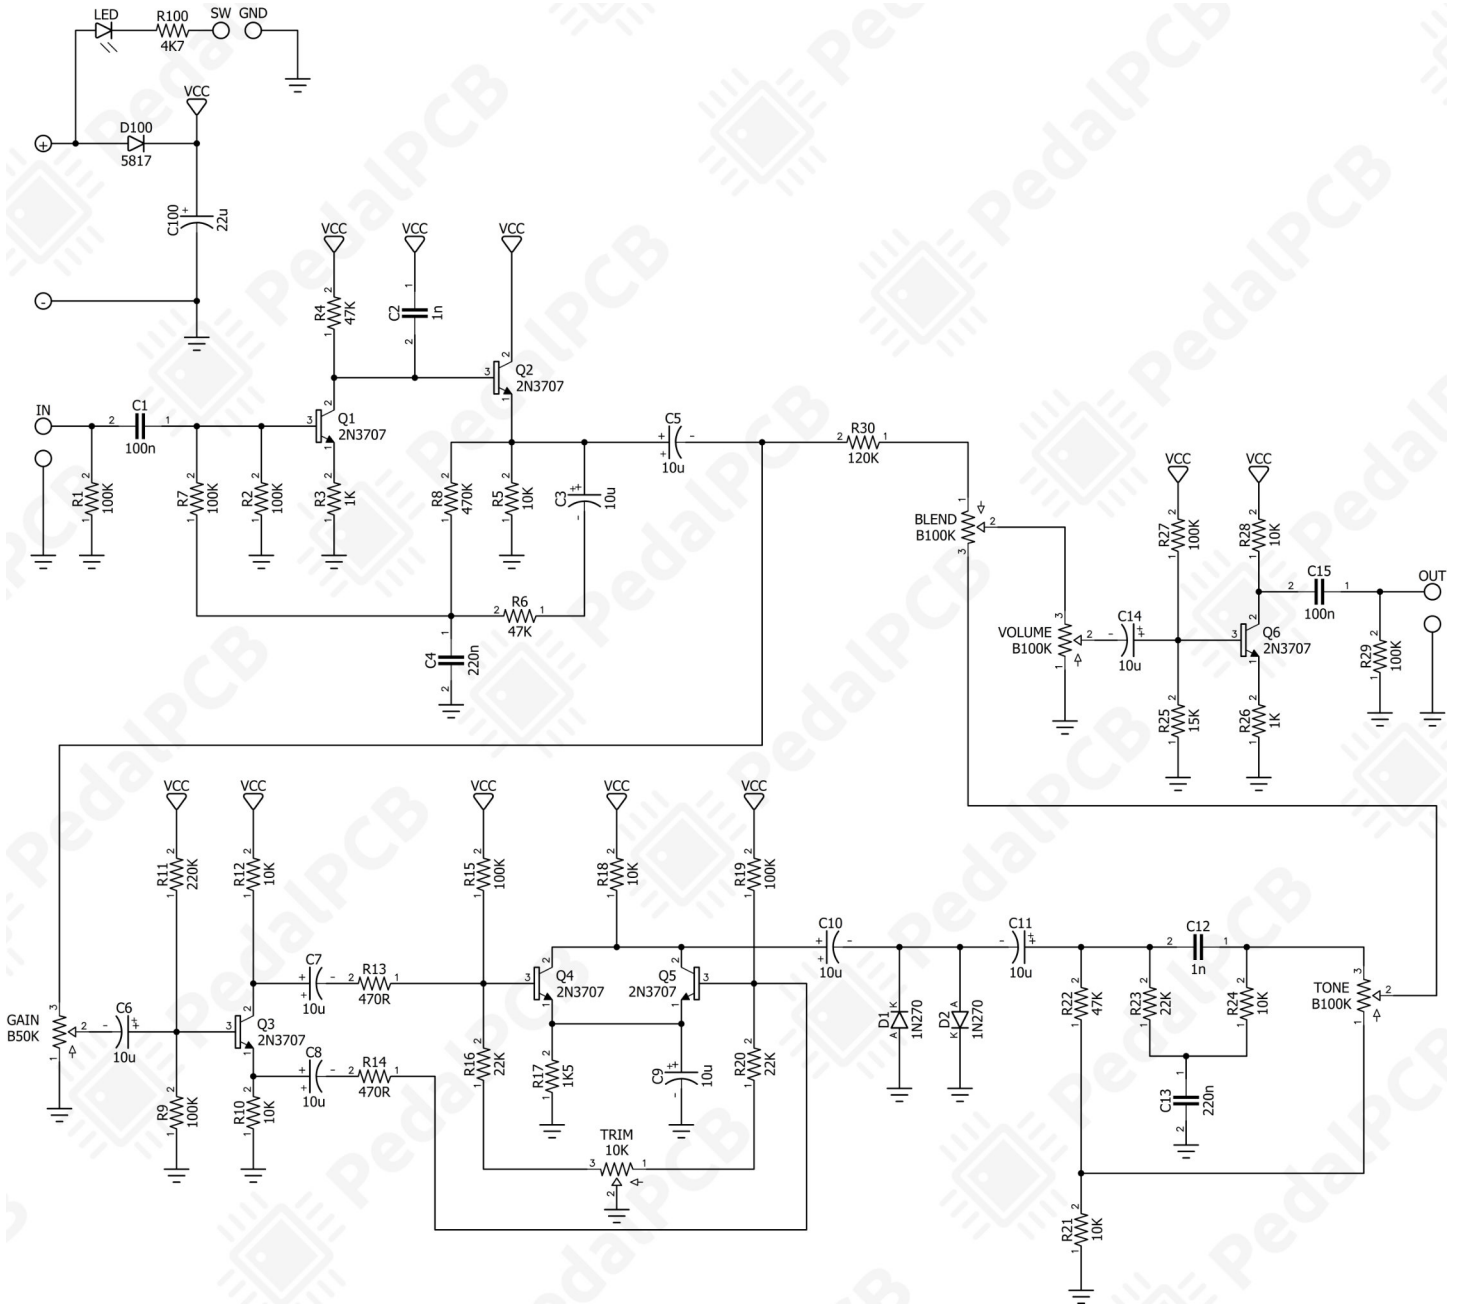 LED R100 SW GND
4K7
VCC
D100
5817
+
C100
+
22u
-
VCC VCC VCC
R4
47K
C2
1n
Q2
2N3707
IN
C1
100n
Q1
2N3707
R1
100K
R7
100K
R2
100K
R3
1K
R8
470K
R5
10K
C3
10u
C5
10u
R30
120K
R6
47K
C4
220n
BLEND
B100K
VOLUME
B100K
C14
10u
VCC VCC
R27
100K
R28
10K
C15
100n
OUT
Q6
2N3707
R29
100K
R25
15K
R26
1K
VCC VCC VCC VCC VCC
R11
220K
R12
10K
R15
100K
R18
10K
R19
100K
C7
10u
R13
470R
Q4
2N3707
Q5
2N3707
C10
10u
C11
10u
C12
1n
GAIN
B50K
C6
10u
Q3
2N3707
C8
10u
R14
470R
R9
100K
R10
10K
R16
22K
R17
1K5
C9
10u
R20
22K
TRIM
10K
D1
1N270
D2
1N270
A K
K A
R22
47K
R23
22K
R24
10K
TONE
B100K
C13
220n
R21
10K
PedalPCB